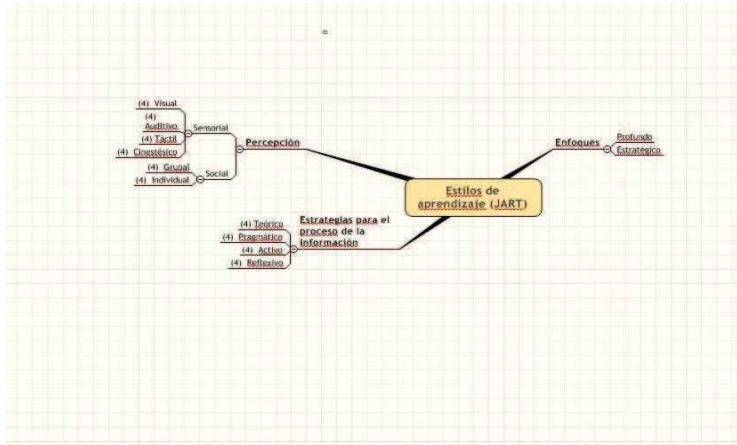 (4) Visual
(4)
Auditivo
(4) Táctil
(4) Cinestésico
Sensorial
(4) Grupal
(4) Individual
Social
Percepción
Enfoques
Profundo
Estratégico
Estilos de
aprendizaje (JART)
Estrategias para el
proceso de la
información
(4) Teórico
(4) Pragmático
(4) Activo
(4) Reflexivo